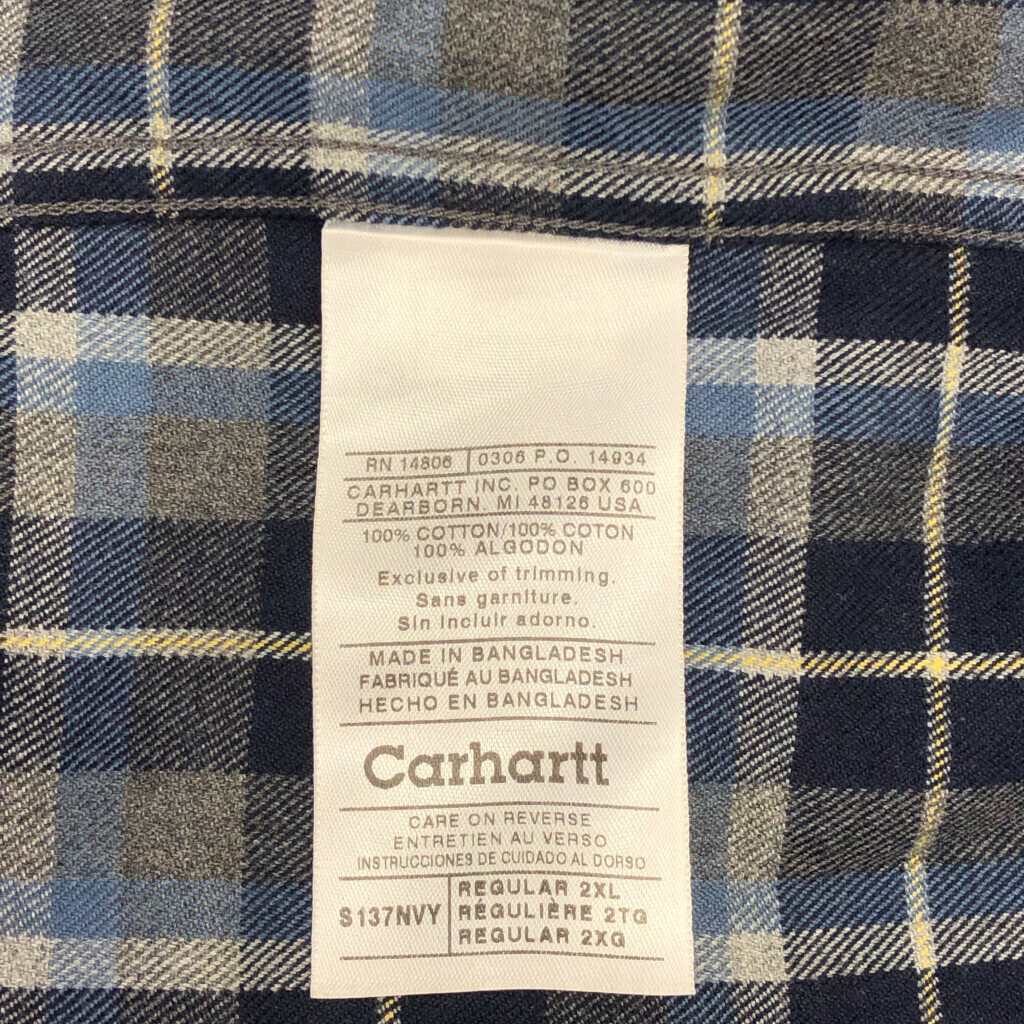 RN 14806 0306 P.O. 14934
CARHARTT INC. PO BOX 600
DEARBORN, MI 48126 USA
100% COTTON/100% COTON
100% ALGODON
Exclusive of trimming.
Sans garniture.
Sin incluir adorno.
MADE IN BANGLADESH
FABRIQUÉ AU BANGLADESH
HECHO EN BANGLADESH
Carhartt
CARE ON REVERSE
ENTRETIEN AU VERSO
INSTRUCCIONES DE CUIDADO AL DORSO
S137NVY
REGULAR 2XL
RÉGULIÈRE 2TG
REGULAR 2XG